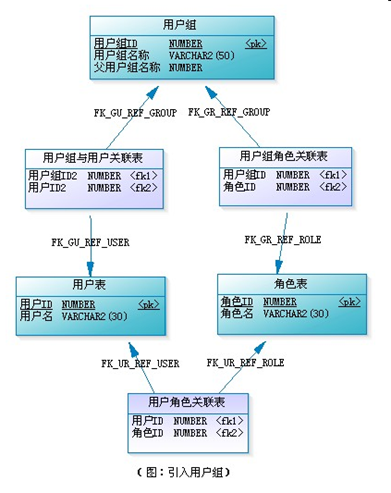 用户组
用户组ID NUMBER <pk>
用户组名称 VARCHAR2(50)
父用户组名称 NUMBER
FK_GU_REF_GROUP FK_GR_REF_GROUP
用户组与用户关联表
用户组ID2 NUMBER <fk1>
用户ID2 NUMBER <fk2>
用户组角色关联表
用户组ID NUMBER <fk1>
角色ID NUMBER <fk2>
FK_GU_REF_USER FK_GR_REF_ROLE
用户表
用户ID NUMBER <pk>
用户名 VARCHAR2(30)
角色表
角色ID NUMBER <pk>
角色名 VARCHAR2(30)
FK_UR_REF_USER FK_UR_REF_ROLE
用户角色关联表
用户ID NUMBER <fk1>
角色ID NUMBER <fk2>
(图：引入用户组)